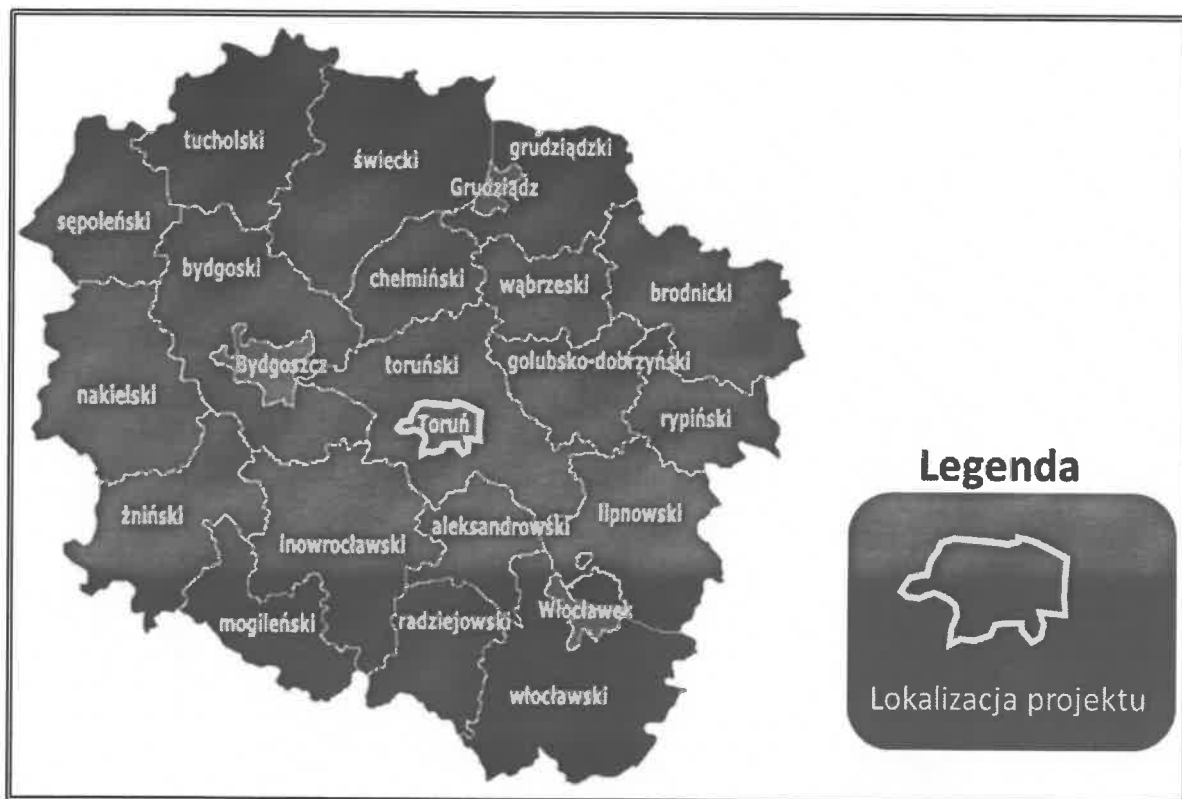 tucholski
świecki
grudziądzki
Grudziądz
sępoleński
bydgoski
chełmiński
wąbrzeski
brodnicki
Bydgoszcz
toruński
golubsko-dobrzyński
nakielski
Toruń
rypiński
Legenda
żniński
inowrocławski
aleksandrowski
lipnowski
mogileński
radziejowski
Włocławek
włocławski
Lokalizacja projektu